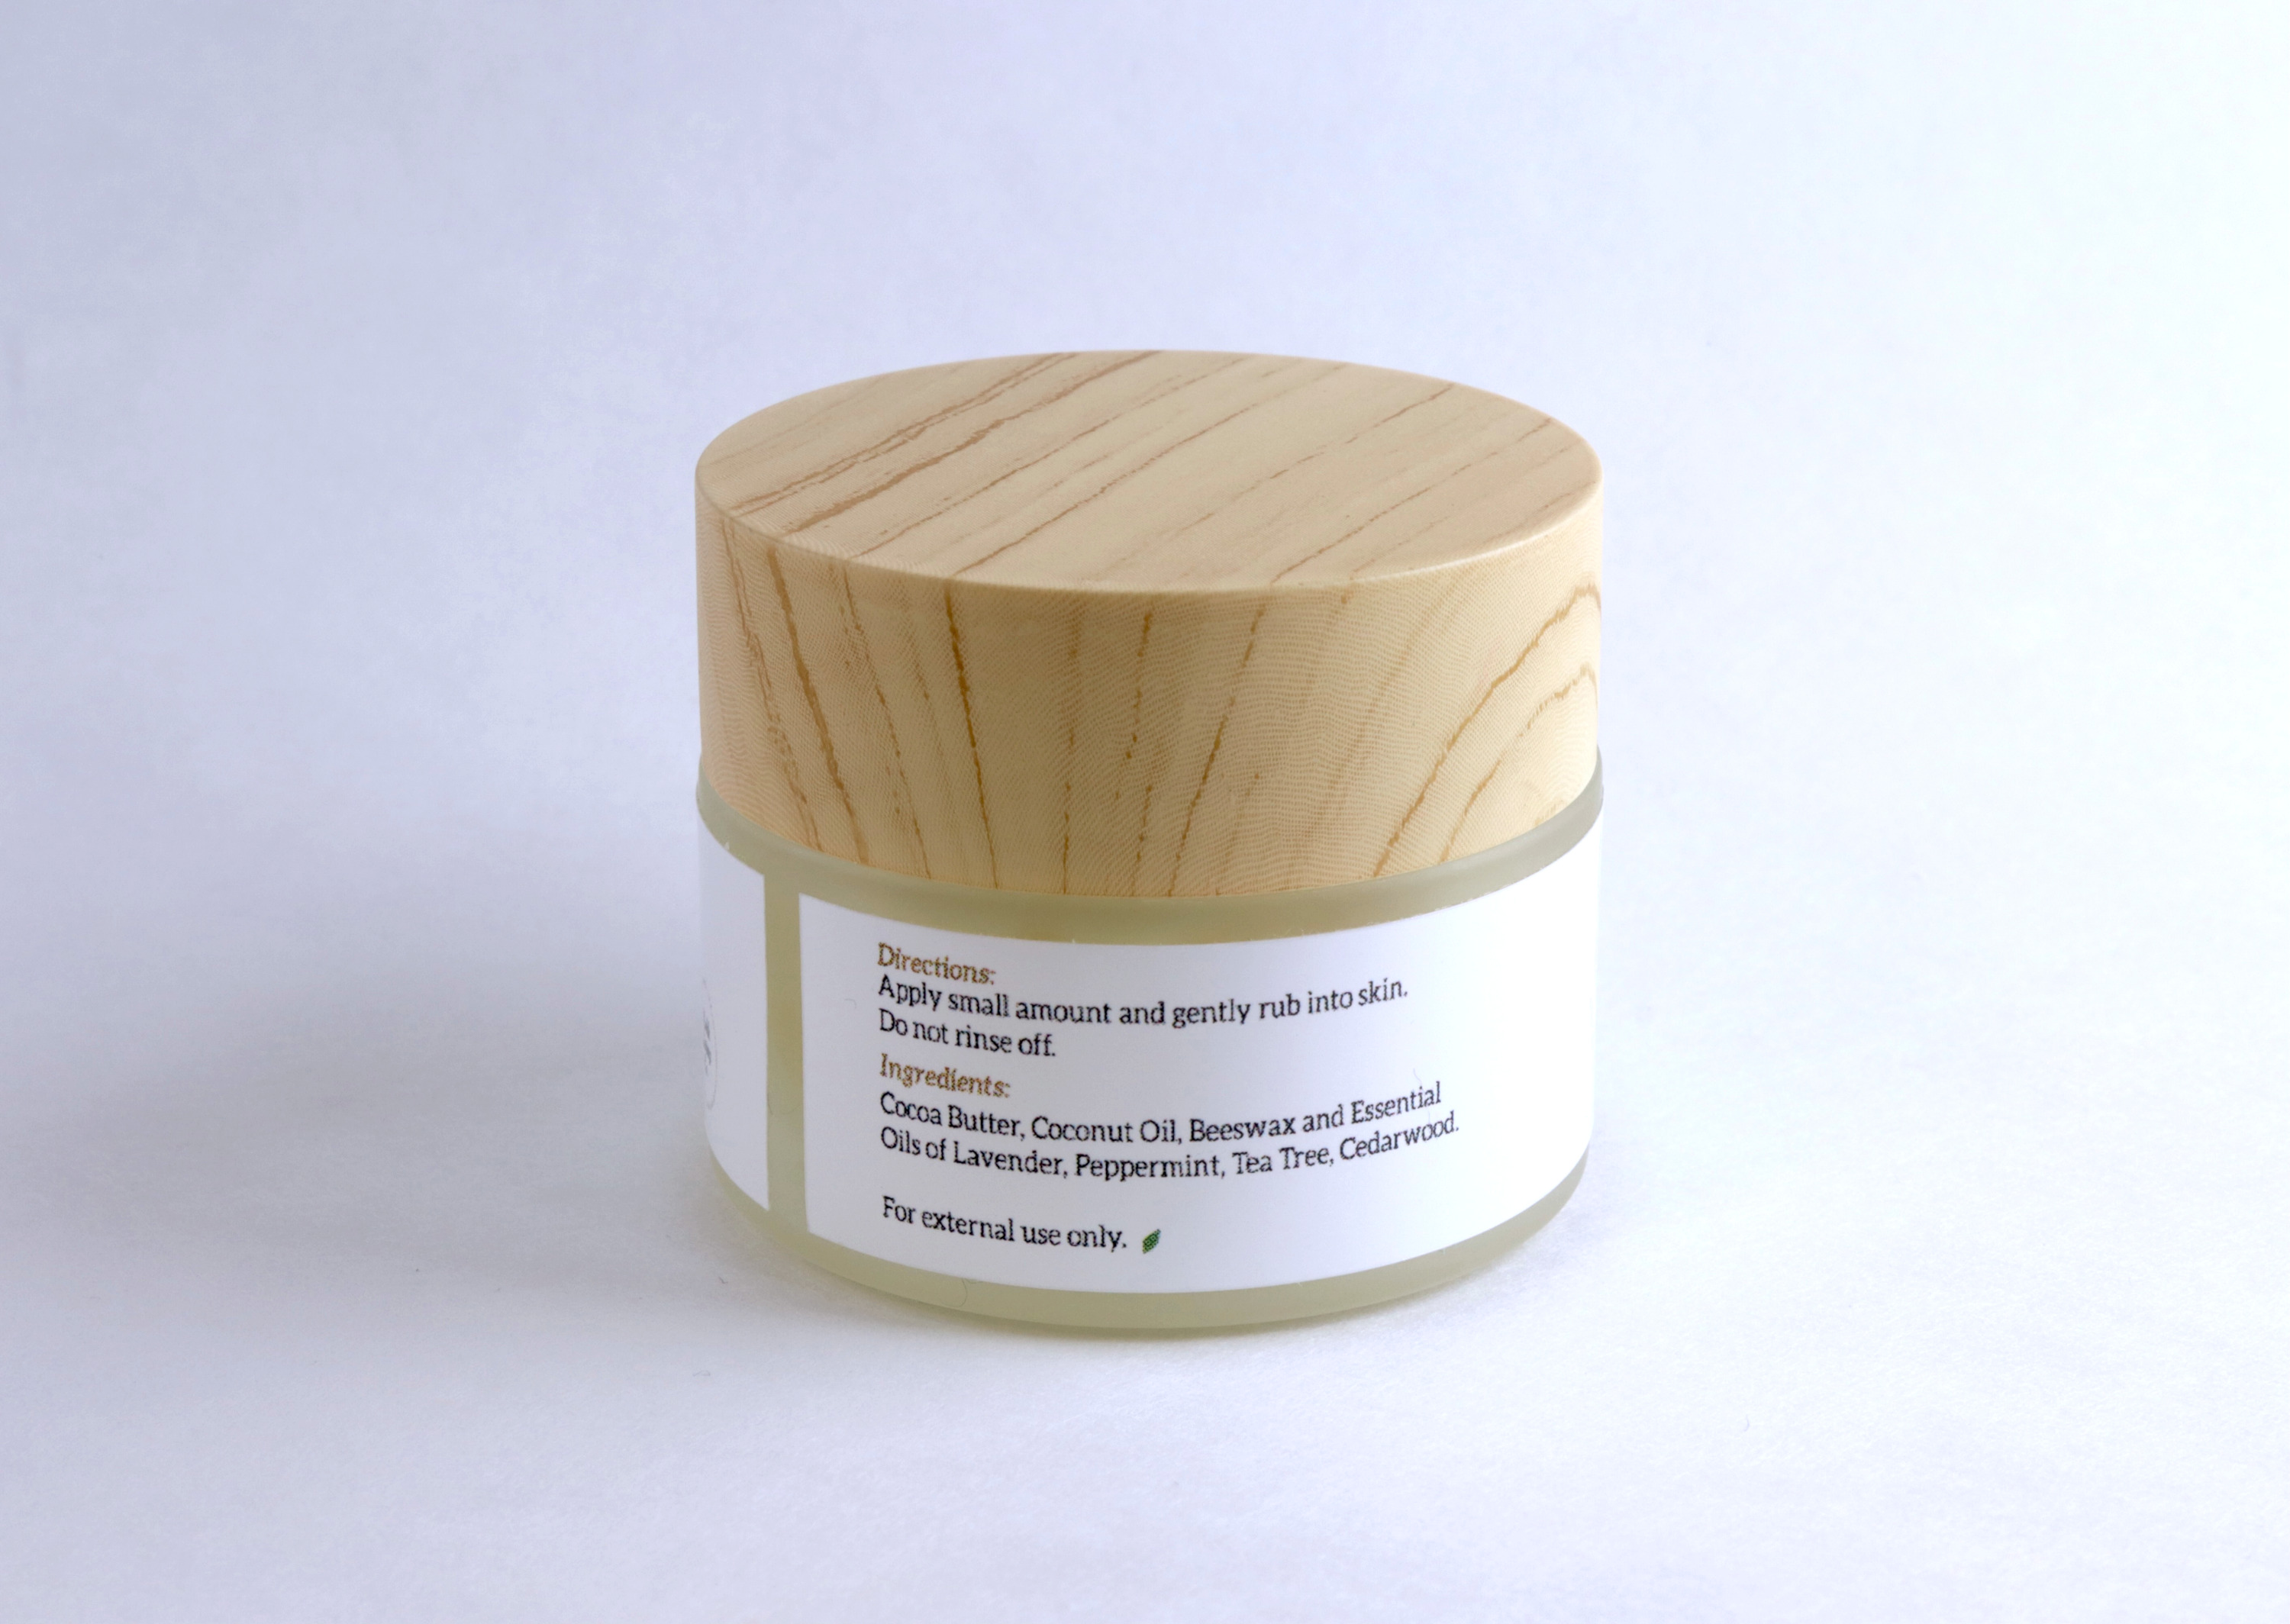 Directions:
Apply small amount and gently rub into skin.
Do not rinse off.
Ingredients:
Cocoa Butter, Coconut Oil, Beeswax and Essential
Oils of Lavender, Peppermint, Tea Tree, Cedarwood.
For external use only.